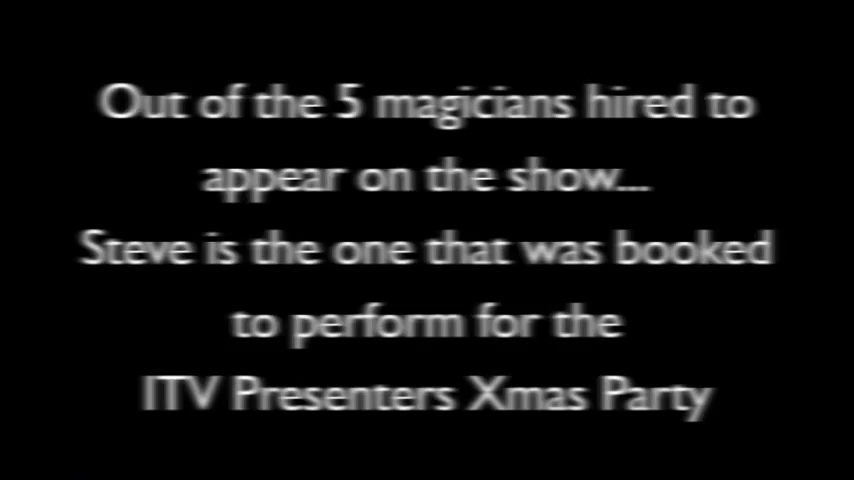 Out of the 5 magicians hired to
appear on the show...
Steve is the one that was booked
to perform for the
ITV Presenters Xmas Party